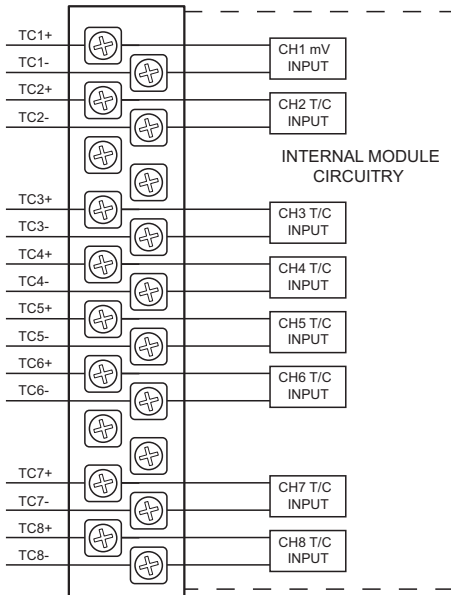 TC1+
CH1 mV
INPUT
TC1-
TC2+
CH2 T/C
INPUT
TC2-
INTERNAL MODULE
CIRCUITRY
TC3+
CH3 T/C
INPUT
TC3-
TC4+
CH4 T/C
INPUT
TC4-
TC5+
CH5 T/C
INPUT
TC5-
TC6+
CH6 T/C
INPUT
TC6-
TC7+
CH7 T/C
INPUT
TC7-
TC8+
CH8 T/C
INPUT
TC8-